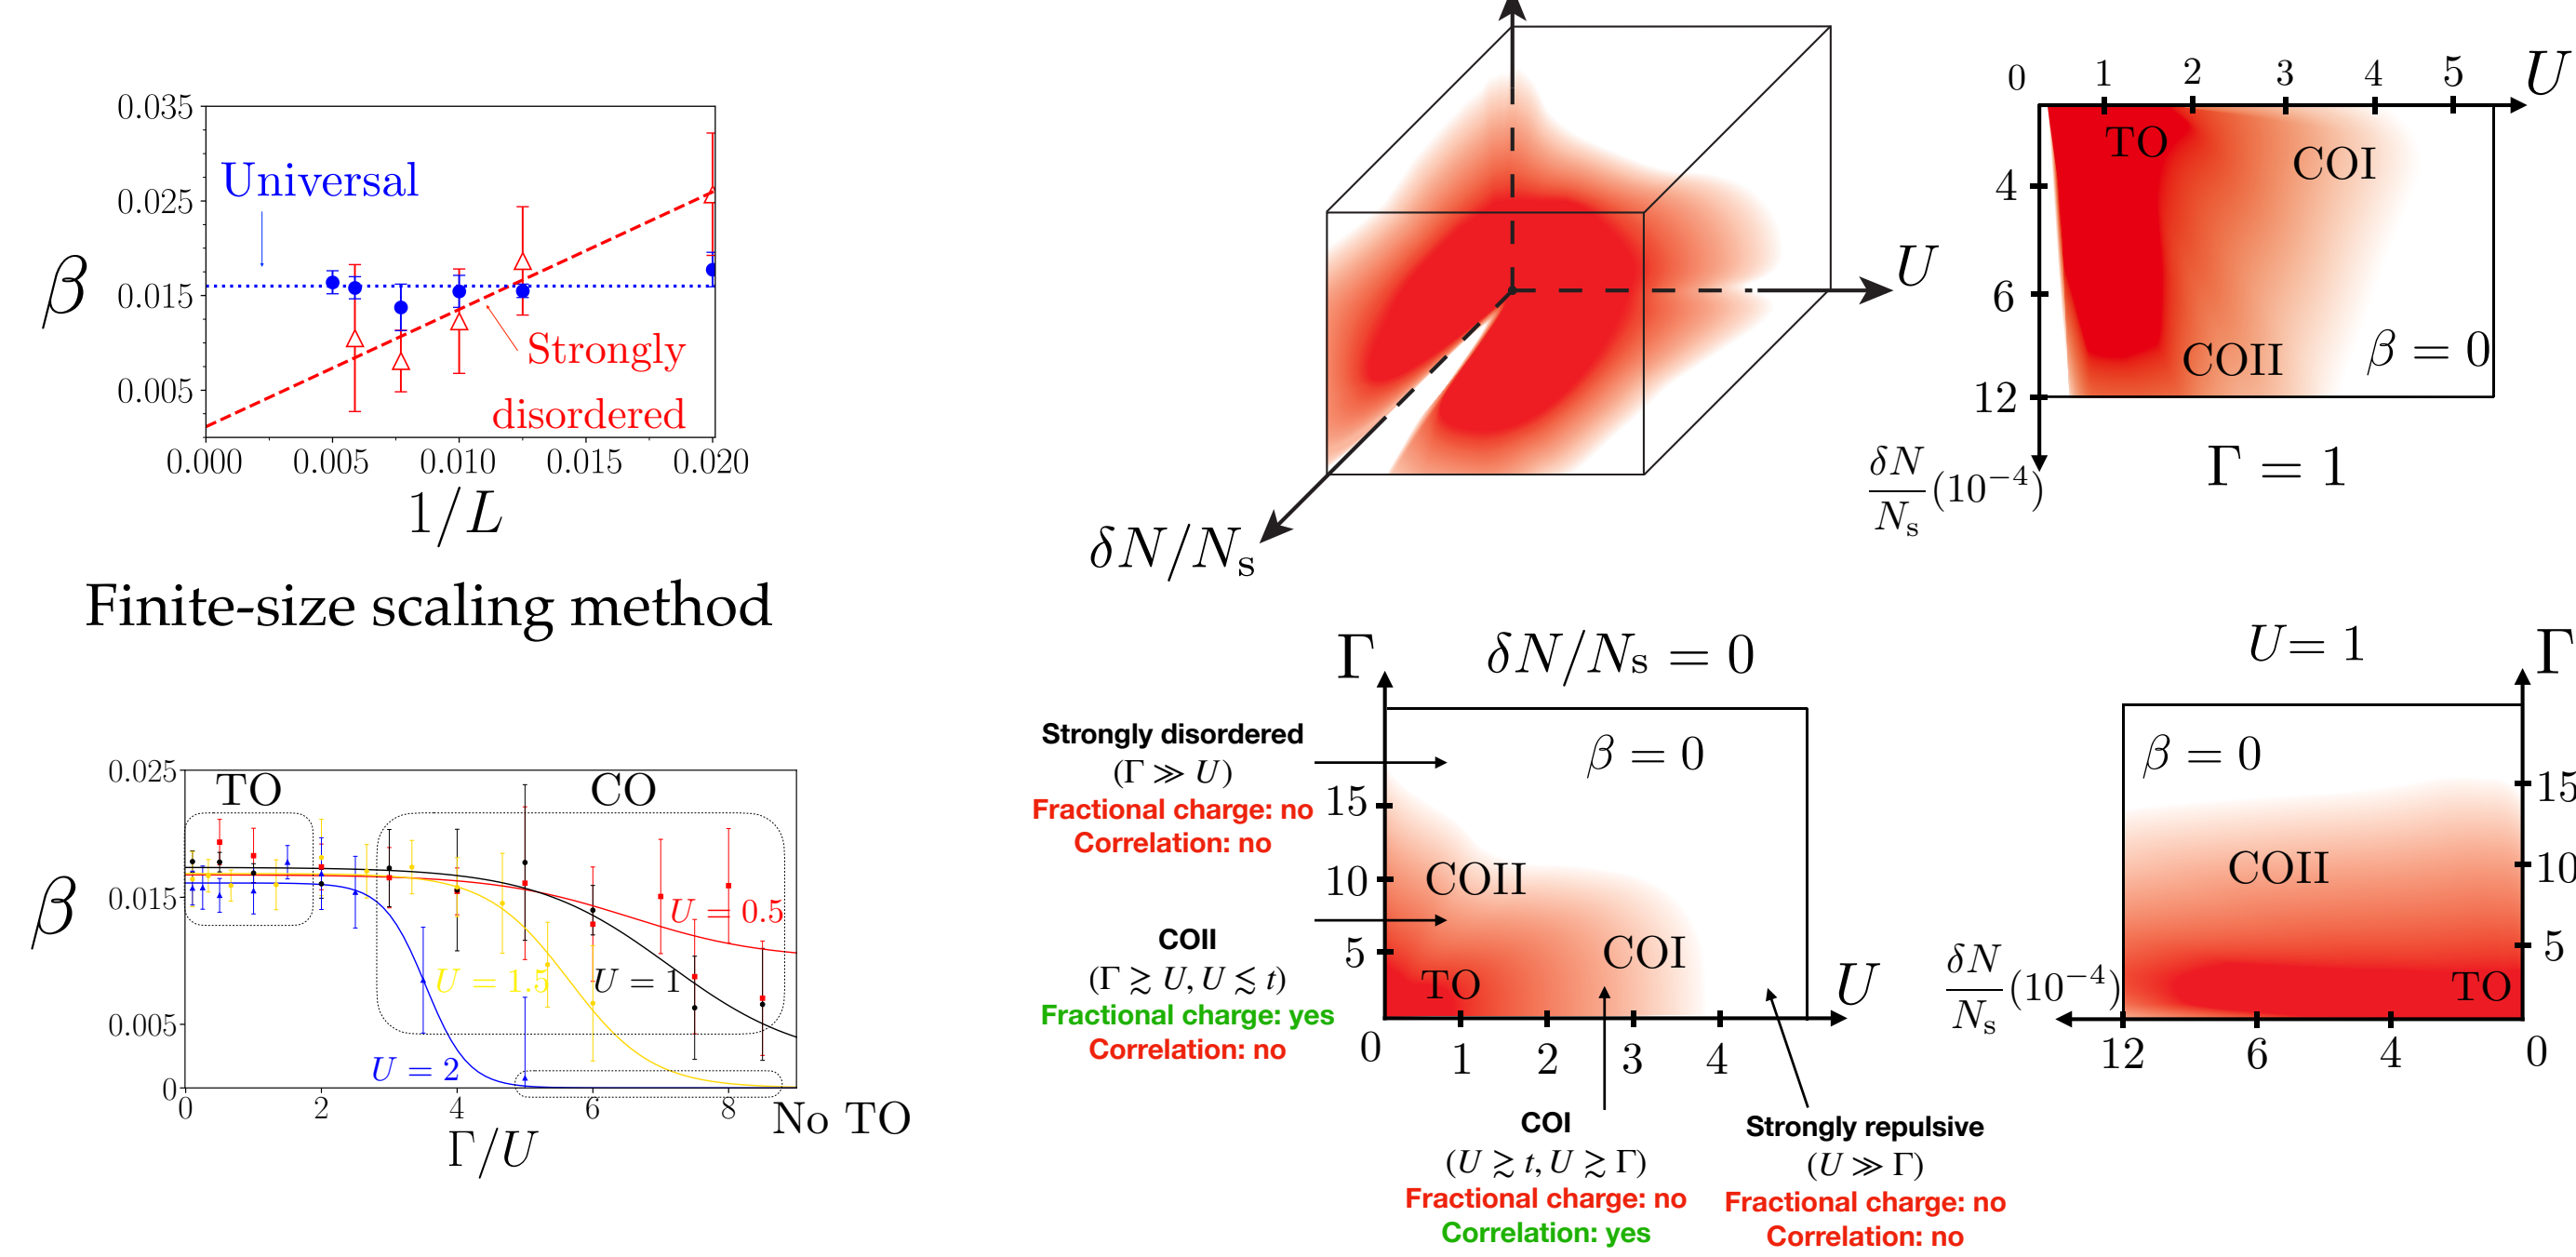 0.035
0.025
0.015
0.005
β
Universal
Strongly
disordered
0.000 0.005 0.010 0.015 0.020
1/L
Finite-size scaling method
0.025
0.015
0.005
0
β
TO
CO
U = 0.5
U = 1.5
U = 1
U = 2
0 2 4 6 8
No TO
Γ/U
U
δN/Nₛ
0 1 2 3 4 5 U
TO
COI
4
6
COII
β = 0
12
δN/Nₛ (10⁻⁴)
Γ = 1
Γ
δN/Nₛ = 0
Strongly disordered
(Γ ≫ U)
Fractional charge: no
Correlation: no
β = 0
15
10
5
COII
COI
TO
COII
(Γ ≳ U, U ≲ t)
Fractional charge: yes
Correlation: no
0 1 2 3 4
U
COI
(U ≳ t, U ≳ Γ)
Fractional charge: no
Correlation: yes
Strongly repulsive
(U ≫ Γ)
Fractional charge: no
Correlation: no
U= 1
Γ
β = 0
15
10
5
COII
TO
δN/Nₛ (10⁻⁴)
12 6 4 0